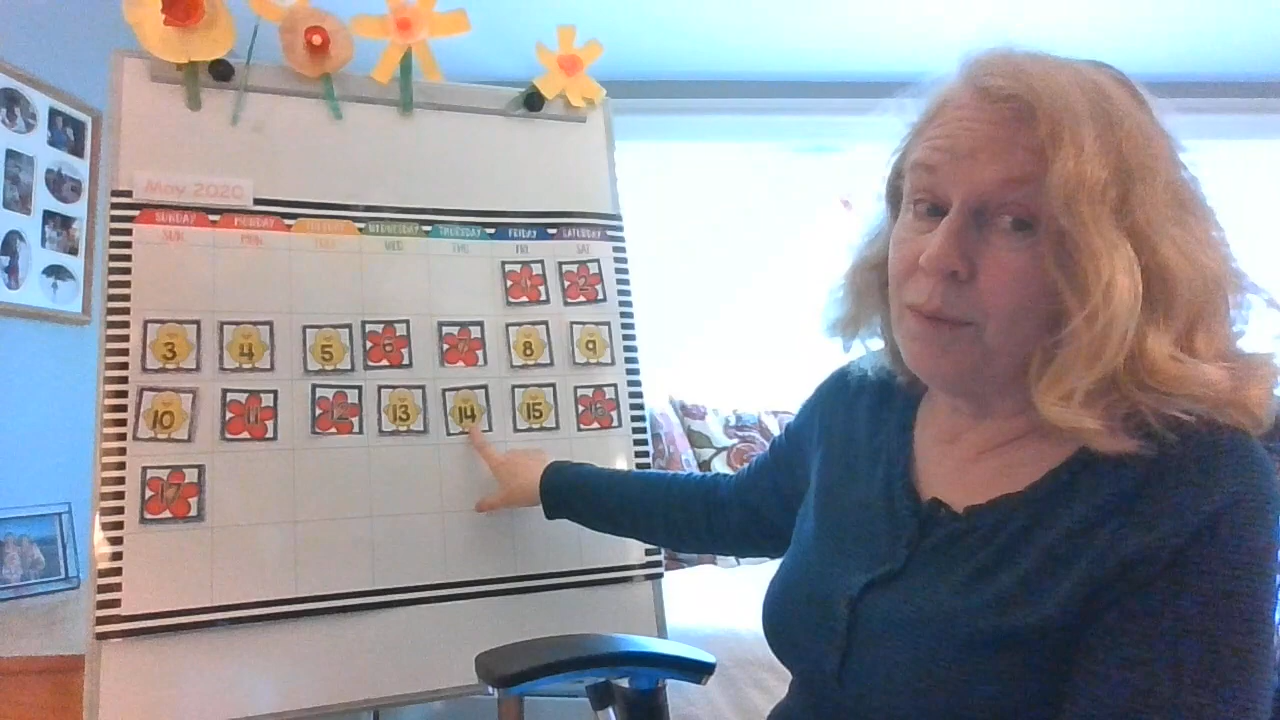 May 2020
SUNDAY MONDAY TUESDAY WEDNESDAY THURSDAY FRIDAY SATURDAY
SUN MON TUE WED THU FRI SAT
1 2
3 4 5 6 7 8 9
10 11 12 13 14 15 16
17